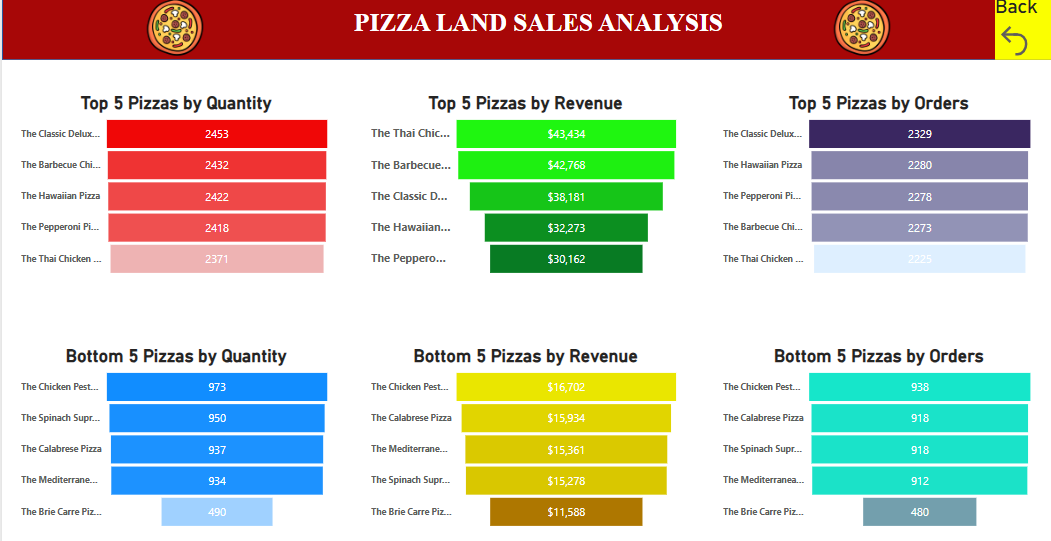 Back
PIZZA LAND SALES ANALYSIS
Top 5 Pizzas by Quantity
The Classic Delux... 2453
The Barbecue Chi... 2432
The Hawaiian Pizza 2422
The Pepperoni Pi... 2418
The Thai Chicken ... 2371
Top 5 Pizzas by Revenue
The Thai Chic... $43,434
The Barbecue... $42,768
The Classic D... $38,181
The Hawaiian... $32,273
The Peppero... $30,162
Top 5 Pizzas by Orders
The Classic Delux... 2329
The Hawaiian Pizza 2280
The Pepperoni Pi... 2278
The Barbecue Chi... 2273
The Thai Chicken ... 2225
Bottom 5 Pizzas by Quantity
The Chicken Pest... 973
The Spinach Supr... 950
The Calabrese Pizza 937
The Mediterrane... 934
The Brie Carre Piz... 490
Bottom 5 Pizzas by Revenue
The Chicken Pest... $16,702
The Calabrese Pizza $15,934
The Mediterrane... $15,361
The Spinach Supr... $15,278
The Brie Carre Piz... $11,588
Bottom 5 Pizzas by Orders
The Chicken Pest... 938
The Calabrese Pizza 918
The Spinach Supr... 918
The Mediterranea... 912
The Brie Carre Piz... 480